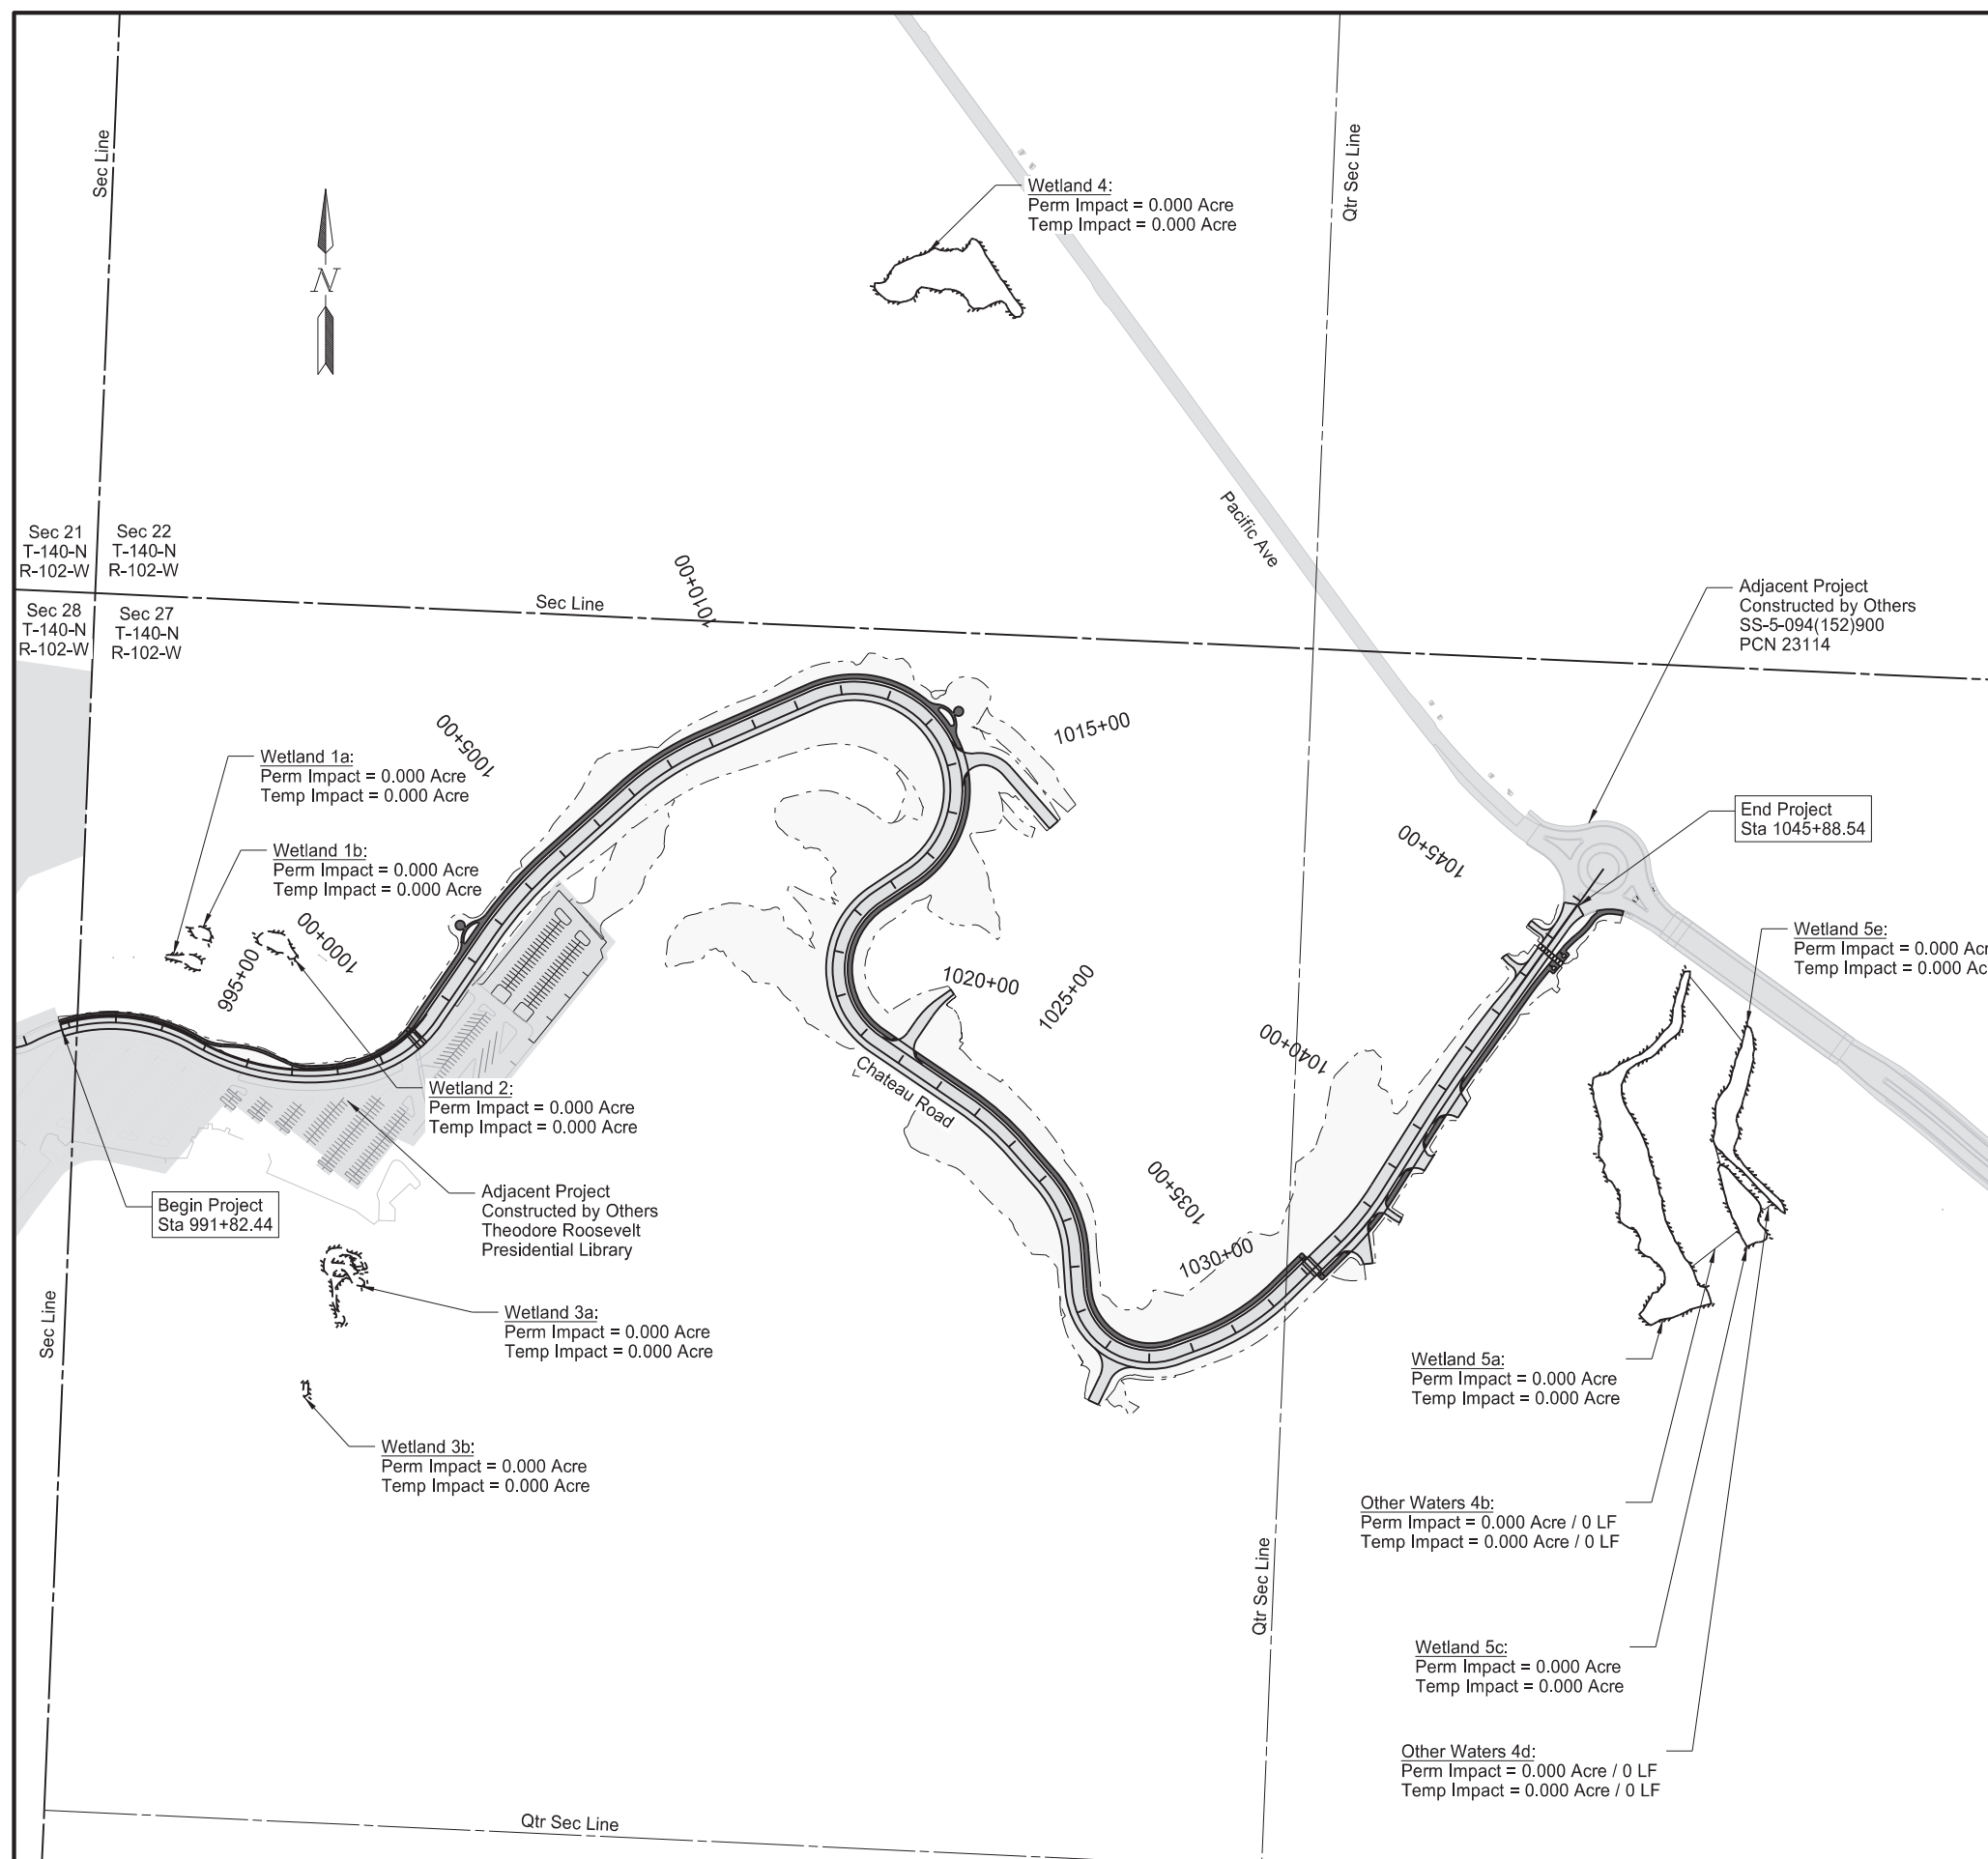 Sec Line
Qtr Sec Line
N
Wetland 4:
Perm Impact = 0.000 Acre
Temp Impact = 0.000 Acre
Pacific Ave
Sec 21
T-140-N
R-102-W
Sec 22
T-140-N
R-102-W
Sec 28
T-140-N
R-102-W
Sec 27
T-140-N
R-102-W
Sec Line
1010+00
Adjacent Project
Constructed by Others
SS-5-094(152)900
PCN 23114
1005+00
1015+00
Wetland 1a:
Perm Impact = 0.000 Acre
Temp Impact = 0.000 Acre
End Project
Sta 1045+88.54
Wetland 1b:
Perm Impact = 0.000 Acre
Temp Impact = 0.000 Acre
1045+00
1000+00
995+00
Wetland 5e:
Perm Impact = 0.000 Acr
Temp Impact = 0.000 Ac
1020+00
1025+00
1040+00
Chateau Road
Wetland 2:
Perm Impact = 0.000 Acre
Temp Impact = 0.000 Acre
Begin Project
Sta 991+82.44
Adjacent Project
Constructed by Others
Theodore Roosevelt
Presidential Library
1035+00
1030+00
Sec Line
Wetland 3a:
Perm Impact = 0.000 Acre
Temp Impact = 0.000 Acre
Wetland 5a:
Perm Impact = 0.000 Acre
Temp Impact = 0.000 Acre
Wetland 3b:
Perm Impact = 0.000 Acre
Temp Impact = 0.000 Acre
Other Waters 4b:
Perm Impact = 0.000 Acre / 0 LF
Temp Impact = 0.000 Acre / 0 LF
Qtr Sec Line
Wetland 5c:
Perm Impact = 0.000 Acre
Temp Impact = 0.000 Acre
Other Waters 4d:
Perm Impact = 0.000 Acre / 0 LF
Temp Impact = 0.000 Acre / 0 LF
Qtr Sec Line